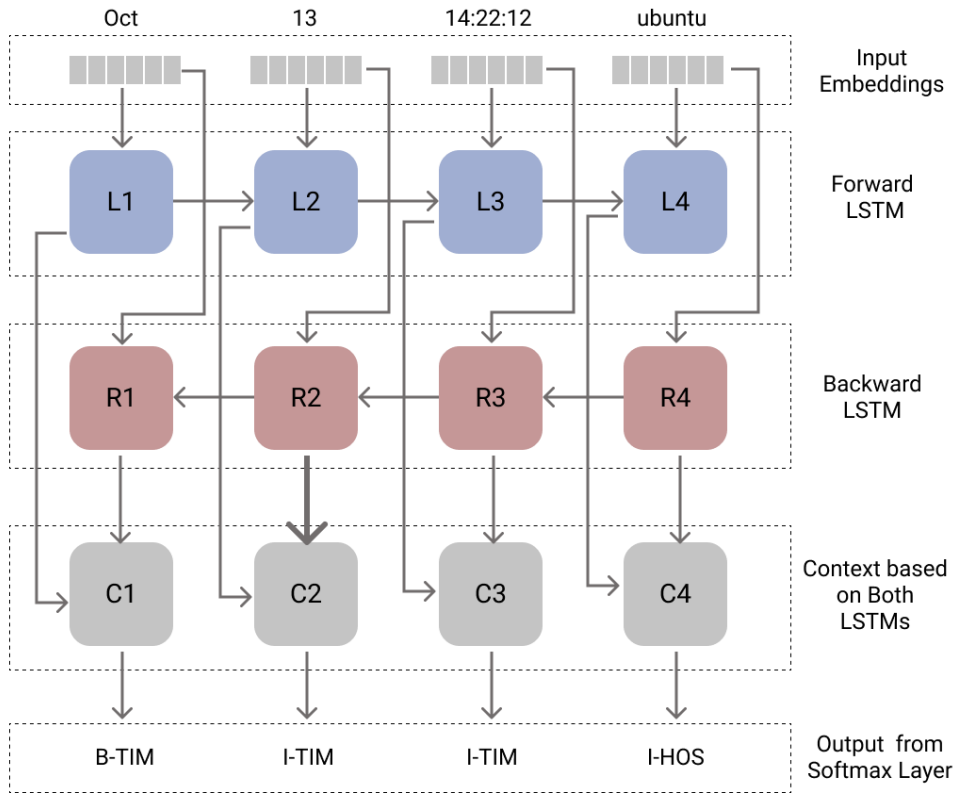 Oct 13 14:22:12 ubuntu
Input
Embeddings
L1 L2 L3 L4
Forward
LSTM
R1 R2 R3 R4
Backward
LSTM
C1 C2 C3 C4
Context based
on Both
LSTMs
B-TIM I-TIM I-TIM I-HOS
Output from
Softmax Layer